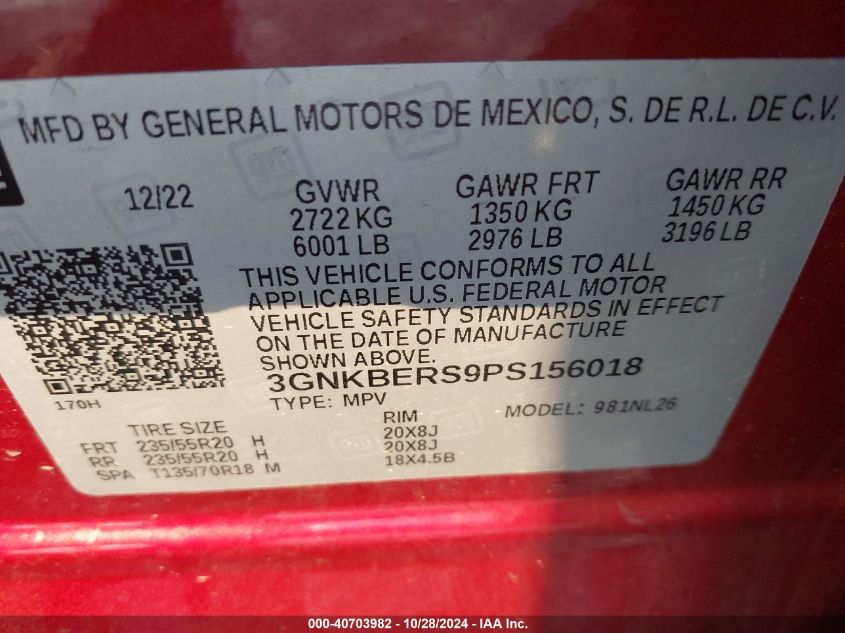 MFD BY GENERAL MOTORS DE MEXICO, S. DE R.L. DE C.V.
12/22 GVWR GAWR FRT GAWR RR
2722 KG 1350 KG 1450 KG
6001 LB 2976 LB 3196 LB
THIS VEHICLE CONFORMS TO ALL
APPLICABLE U.S. FEDERAL MOTOR
VEHICLE SAFETY STANDARDS IN EFFECT
ON THE DATE OF MANUFACTURE
SHOWN ABOVE.
3GNKBERS9PS156018
170H TYPE: MPV MODEL: 981NL26
TIRE SIZE RIM
FRT 235/55R20 H 20X8J
RR 235/55R20 H 20X8J
SPA T135/70R18 M 18X4.5B
000-40703982 - 10/28/2024 - IAA Inc.